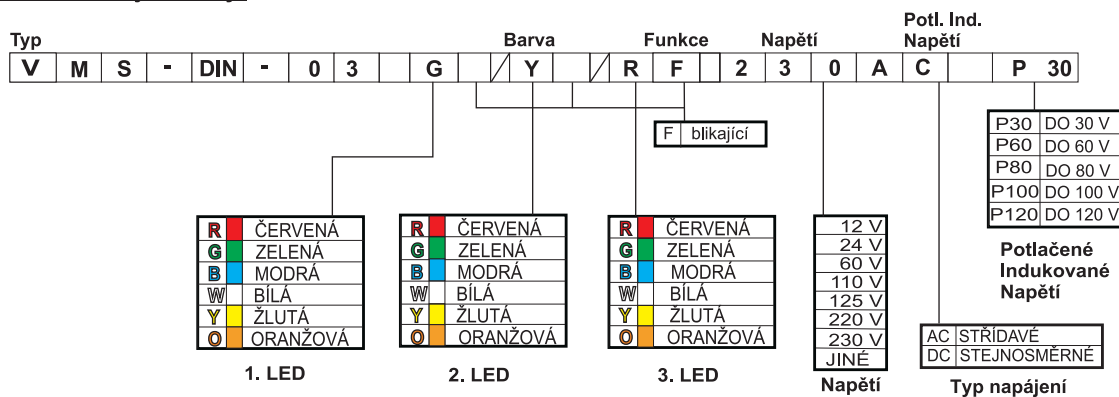 Typ Barva Funkce Napětí Potl. Ind. Napětí
V M S - DIN - 0 3 G / Y / R F 2 3 0 A C P 30
F blikající
P30 DO 30 V
P60 DO 60 V
P80 DO 80 V
P100 DO 100 V
P120 DO 120 V
Potlačené
Indukované
Napětí
R ČERVENÁ
G ZELENÁ
B MODRÁ
W BÍLÁ
Y ŽLUTÁ
O ORANŽOVÁ
1. LED
R ČERVENÁ
G ZELENÁ
B MODRÁ
W BÍLÁ
Y ŽLUTÁ
O ORANŽOVÁ
2. LED
R ČERVENÁ
G ZELENÁ
B MODRÁ
W BÍLÁ
Y ŽLUTÁ
O ORANŽOVÁ
3. LED
12 V
24 V
60 V
110 V
125 V
220 V
230 V
JINÉ
Napětí
AC STŘÍDAVÉ
DC STEJNOSMĚRNÉ
Typ napájení